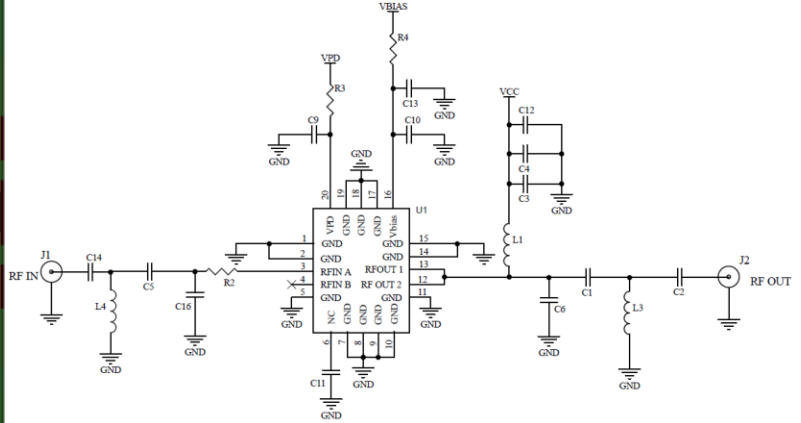 VBIAS
R4
VPD
R3
C13
GND
VCC
C12
C9
C10
GND
GND
GND
C4
C3
GND
20
19
18
17
16
U1
VPD
GND
GND
GND
Vbias
1
GND
GND
15
2
GND
GND
14
L1
J1
RF IN
C14
C5
R2
3
RFIN A
RFOUT 1
13
4
RFIN B
RF OUT 2
12
5
GND
GND
11
J2
RF OUT
C1
C2
L4
C16
C6
L3
GND
GND
NC
GND
GND
GND
GND
6
7
8
9
10
GND
GND
GND
GND
C11
GND
GND
GND